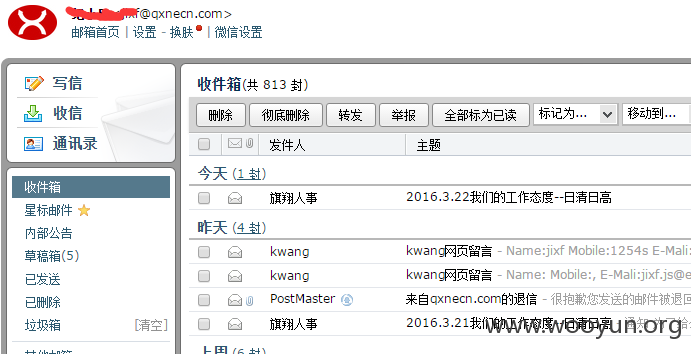 jixf@qxnecn.com>
邮箱首页 | 设置 - 换肤 | 微信设置
写信
收信
通讯录
收件箱
星标邮件
内部公告
草稿箱(5)
已发送
已删除
垃圾箱 [清空]
其他邮箱
收件箱(共 813 封)
删除 彻底删除 转发 举报 全部标为已读 标记为... 移动到...
发件人 主题
今天 (1 封)
旗翔人事 2016.3.22我们的工作态度--日清日高
昨天 (4 封)
kwang kwang网页留言 - Name:jixf Mobile:1254s E-Mali:jixf.js@e
kwang kwang网页留言 - Name: Mobile:, E-Mali:
PostMaster 来自qxnecn.com的退信 - 很抱歉您发送的邮件被退回
旗翔人事 2016.3.21我们的工作态度--日清日高
上周 (6 封)
www.wooyun.org